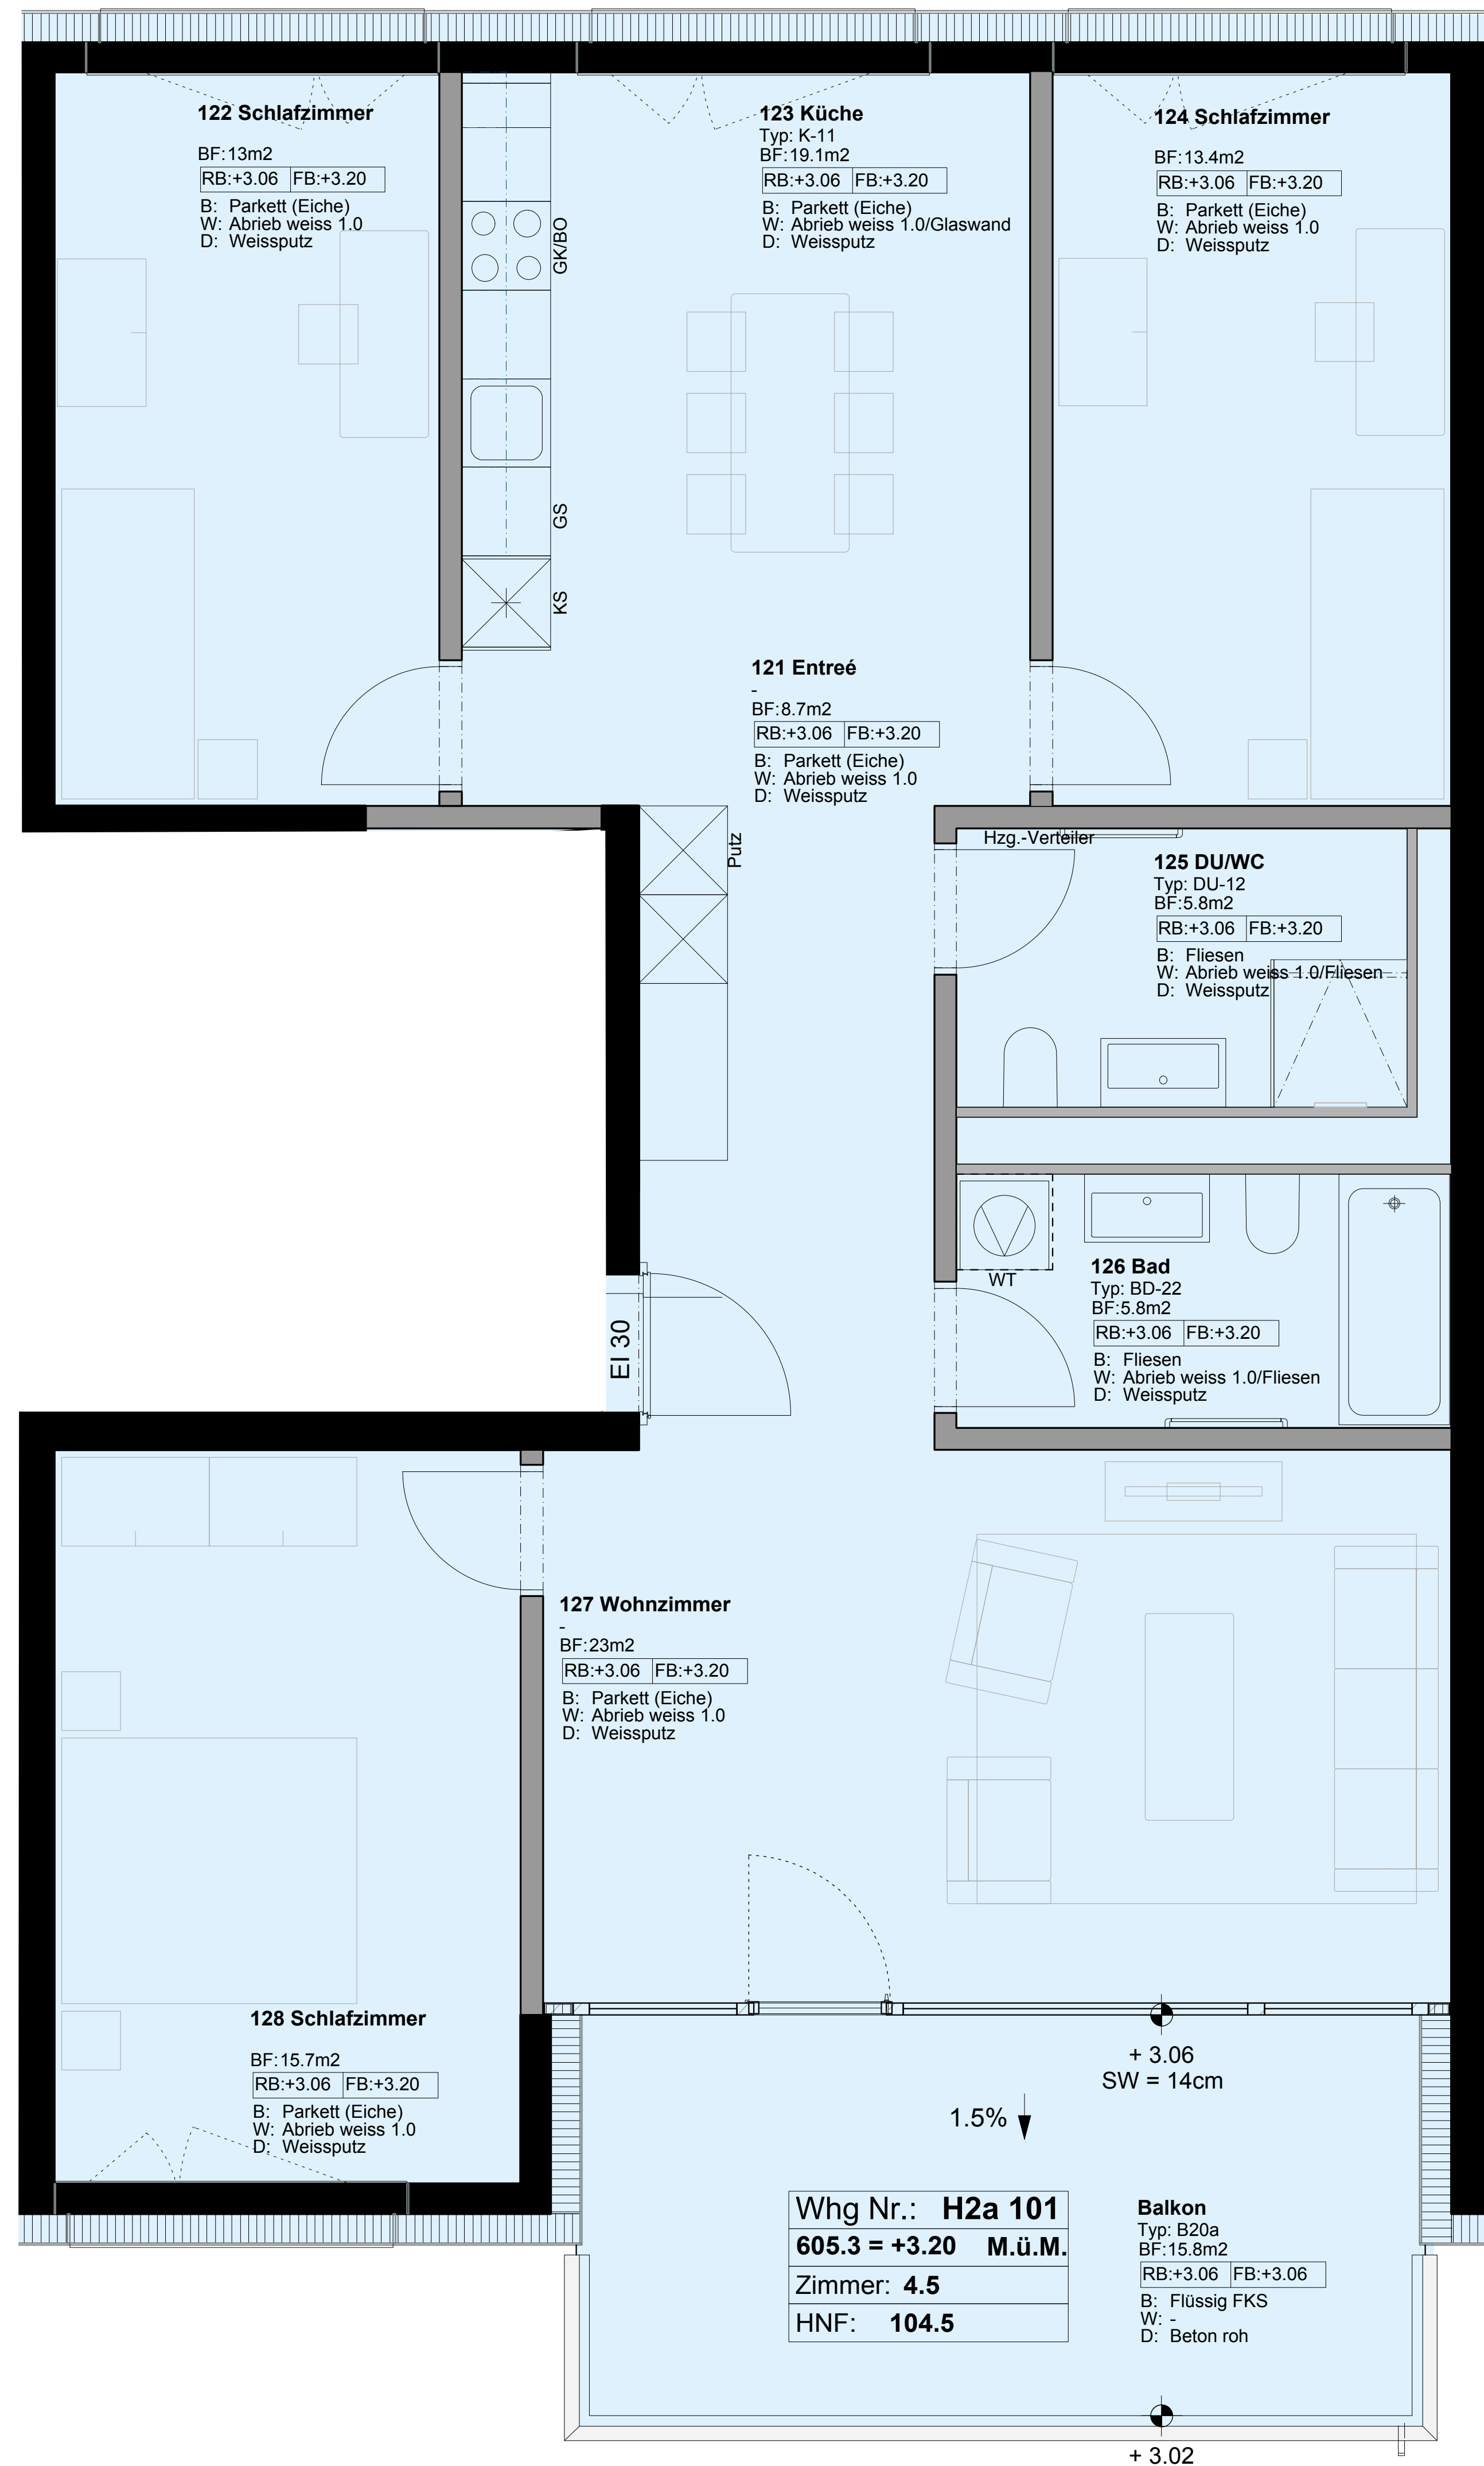 122 Schlafzimmer
BF:13m2
RB:+3.06 FB:+3.20
B: Parkett (Eiche)
W: Abrieb weiss 1.0
D: Weissputz
123 Küche
Typ: K-11
BF:19.1m2
RB:+3.06 FB:+3.20
B: Parkett (Eiche)
W: Abrieb weiss 1.0/Glaswand
D: Weissputz
124 Schlafzimmer
BF:13.4m2
RB:+3.06 FB:+3.20
B: Parkett (Eiche)
W: Abrieb weiss 1.0
D: Weissputz
GK/BO
GS
KS
121 Entreé
-
BF:8.7m2
RB:+3.06 FB:+3.20
B: Parkett (Eiche)
W: Abrieb weiss 1.0
D: Weissputz
Putz
Hzg.-Verteiler
125 DU/WC
Typ: DU-12
BF:5.8m2
RB:+3.06 FB:+3.20
B: Fliesen
W: Abrieb weiss 1.0/Fliesen
D: Weissputz
WT
126 Bad
Typ: BD-22
BF:5.8m2
RB:+3.06 FB:+3.20
B: Fliesen
W: Abrieb weiss 1.0/Fliesen
D: Weissputz
EI 30
127 Wohnzimmer
-
BF:23m2
RB:+3.06 FB:+3.20
B: Parkett (Eiche)
W: Abrieb weiss 1.0
D: Weissputz
128 Schlafzimmer
BF:15.7m2
RB:+3.06 FB:+3.20
B: Parkett (Eiche)
W: Abrieb weiss 1.0
D: Weissputz
+ 3.06
SW = 14cm
1.5%
Whg Nr.: H2a 101
605.3 = +3.20 M.ü.M.
Zimmer: 4.5
HNF: 104.5
Balkon
Typ: B20a
BF:15.8m2
RB:+3.06 FB:+3.06
B: Flüssig FKS
W: -
D: Beton roh
+ 3.02